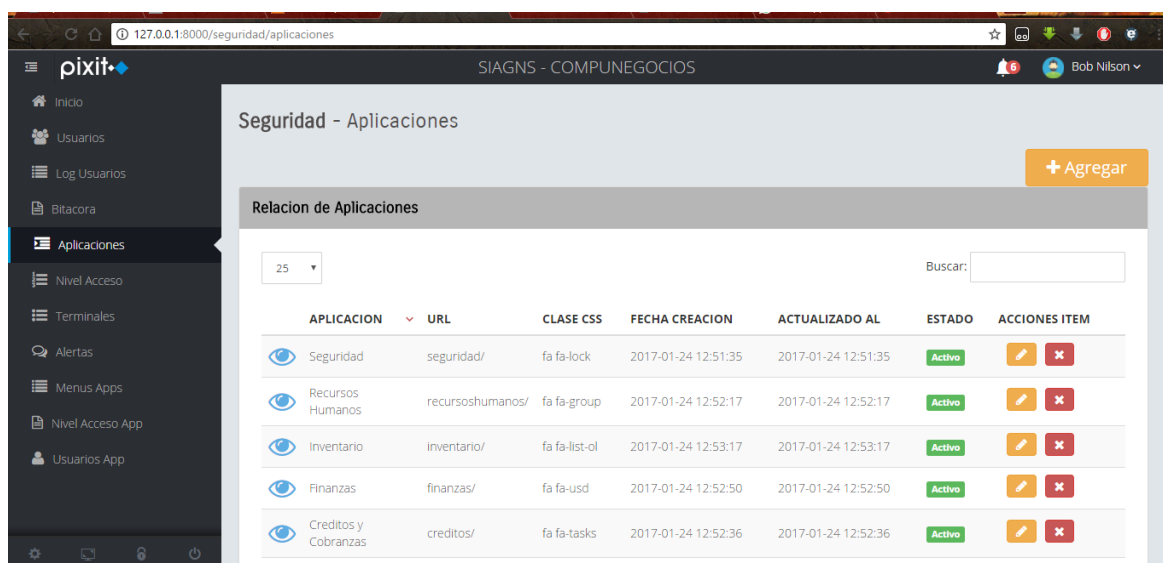 127.0.0.1:8000/seguridad/aplicaciones
pixit
SIAGNS - COMPUNEGOCIOS
6
Bob Nilson
Inicio
Usuarios
Log Usuarios
Bitacora
Aplicaciones
Nivel Acceso
Terminales
Alertas
Menus Apps
Nivel Acceso App
Usuarios App
Seguridad - Aplicaciones
+ Agregar
Relacion de Aplicaciones
25
Buscar:
APLICACION URL CLASE CSS FECHA CREACION ACTUALIZADO AL ESTADO ACCIONES ITEM
Seguridad seguridad/ fa fa-lock 2017-01-24 12:51:35 2017-01-24 12:51:35 Activo
Recursos Humanos recursoshumanos/ fa fa-group 2017-01-24 12:52:17 2017-01-24 12:52:17 Activo
Inventario inventario/ fa fa-list-ol 2017-01-24 12:53:17 2017-01-24 12:53:17 Activo
Finanzas finanzas/ fa fa-usd 2017-01-24 12:52:50 2017-01-24 12:52:50 Activo
Creditos y Cobranzas creditos/ fa fa-tasks 2017-01-24 12:52:36 2017-01-24 12:52:36 Activo